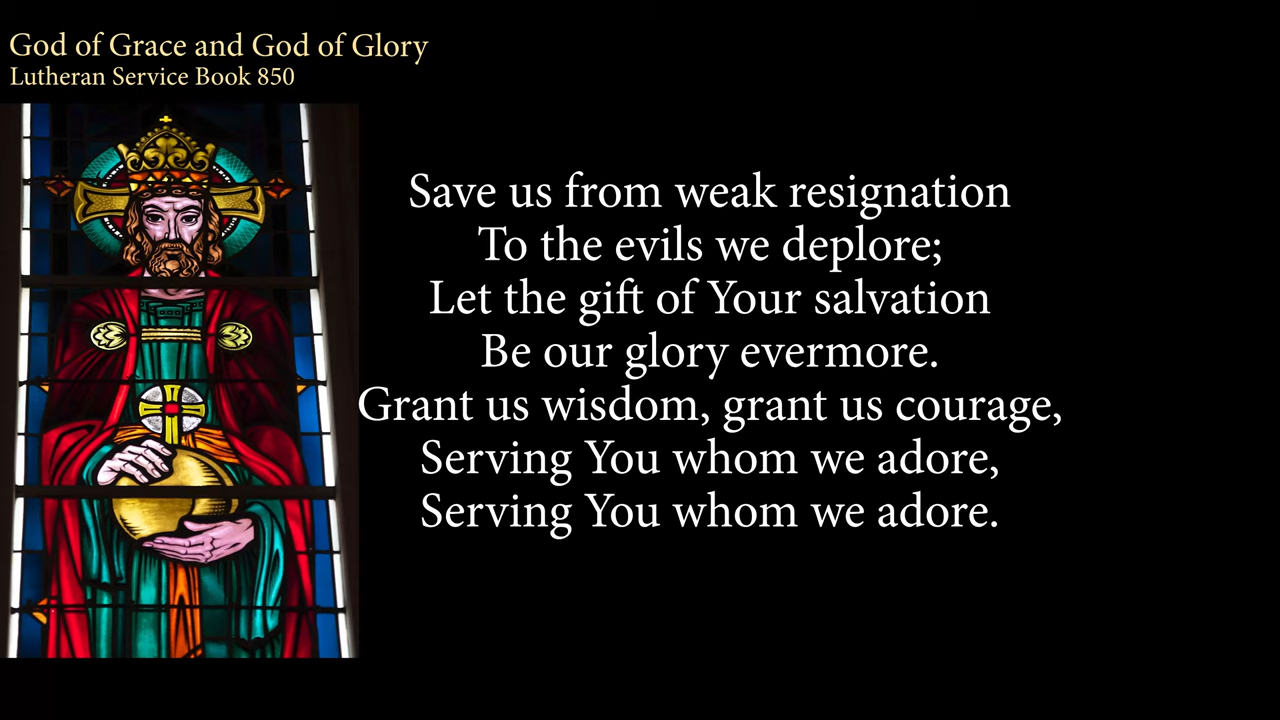 God of Grace and God of Glory
Lutheran Service Book 850
Save us from weak resignation
To the evils we deplore;
Let the gift of Your salvation
Be our glory evermore.
Grant us wisdom, grant us courage,
Serving You whom we adore,
Serving You whom we adore.